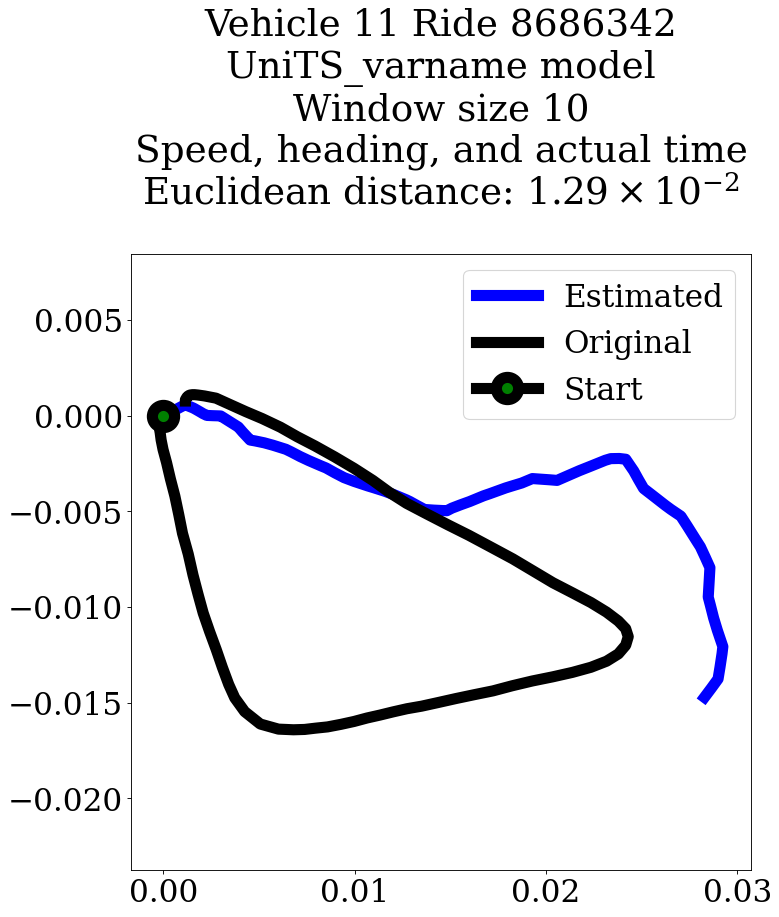 Vehicle 11 Ride 8686342
UniTS_varname model
Window size 10
Speed, heading, and actual time
Euclidean distance: 1.29 × 10⁻²
Estimated
Original
Start
0.005
0.000
−0.005
−0.010
−0.015
−0.020
0.00 0.01 0.02 0.03